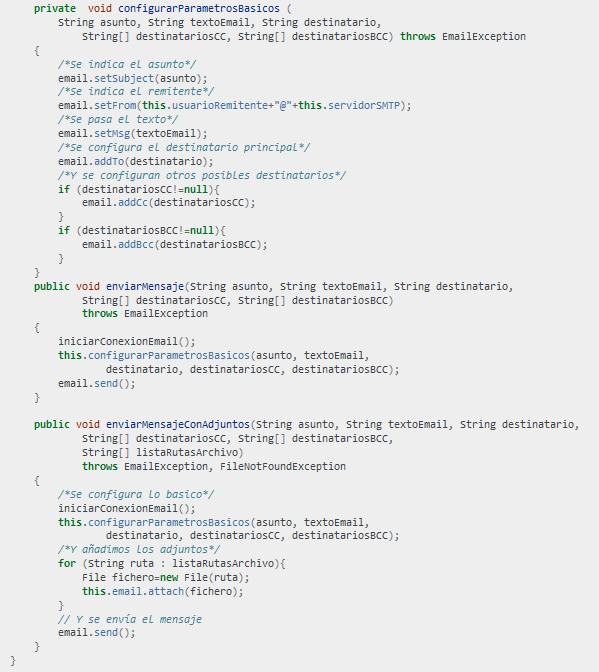 private  void configurarParametrosBasicos (
    String asunto, String textoEmail, String destinatario,
        String[] destinatariosCC, String[] destinatariosBCC) throws EmailException
{
    /*Se indica el asunto*/
    email.setSubject(asunto);
    /*Se indica el remitente*/
    email.setFrom(this.usuarioRemitente+"@"+this.servidorSMTP);
    /*Se pasa el texto*/
    email.setMsg(textoEmail);
    /*Se configura el destinatario principal*/
    email.addTo(destinatario);
    /*Y se configuran otros posibles destinatarios*/
    if (destinatariosCC!=null){
        email.addCc(destinatariosCC);
    }
    if (destinatariosBCC!=null){
        email.addBcc(destinatariosBCC);
    }
}
public void enviarMensaje(String asunto, String textoEmail, String destinatario,
        String[] destinatariosCC, String[] destinatariosBCC)
        throws EmailException
{
    iniciarConexionEmail();
    this.configurarParametrosBasicos(asunto, textoEmail,
            destinatario, destinatariosCC, destinatariosBCC);
    email.send();
}

public void enviarMensajeConAdjuntos(String asunto, String textoEmail, String destinatario,
        String[] destinatariosCC, String[] destinatariosBCC,
        String[] listaRutasArchivo)
        throws EmailException, FileNotFoundException
{
    /*Se configura lo basico*/
    iniciarConexionEmail();
    this.configurarParametrosBasicos(asunto, textoEmail,
            destinatario, destinatariosCC, destinatariosBCC);
    /*Y añadimos los adjuntos*/
    for (String ruta : listaRutasArchivo){
        File fichero=new File(ruta);
        this.email.attach(fichero);
    }
    // Y se envía el mensaje
    email.send();
}
}